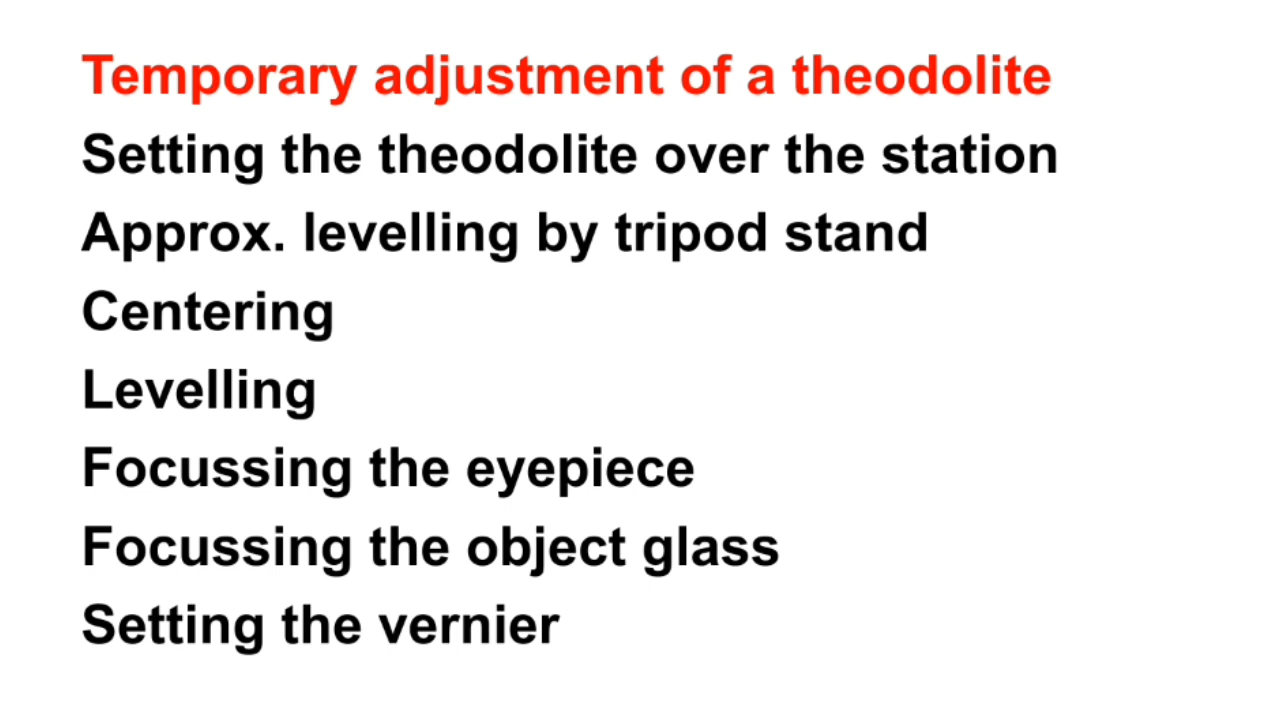 Temporary adjustment of a theodolite
Setting the theodolite over the station
Approx. levelling by tripod stand
Centering
Levelling
Focussing the eyepiece
Focussing the object glass
Setting the vernier